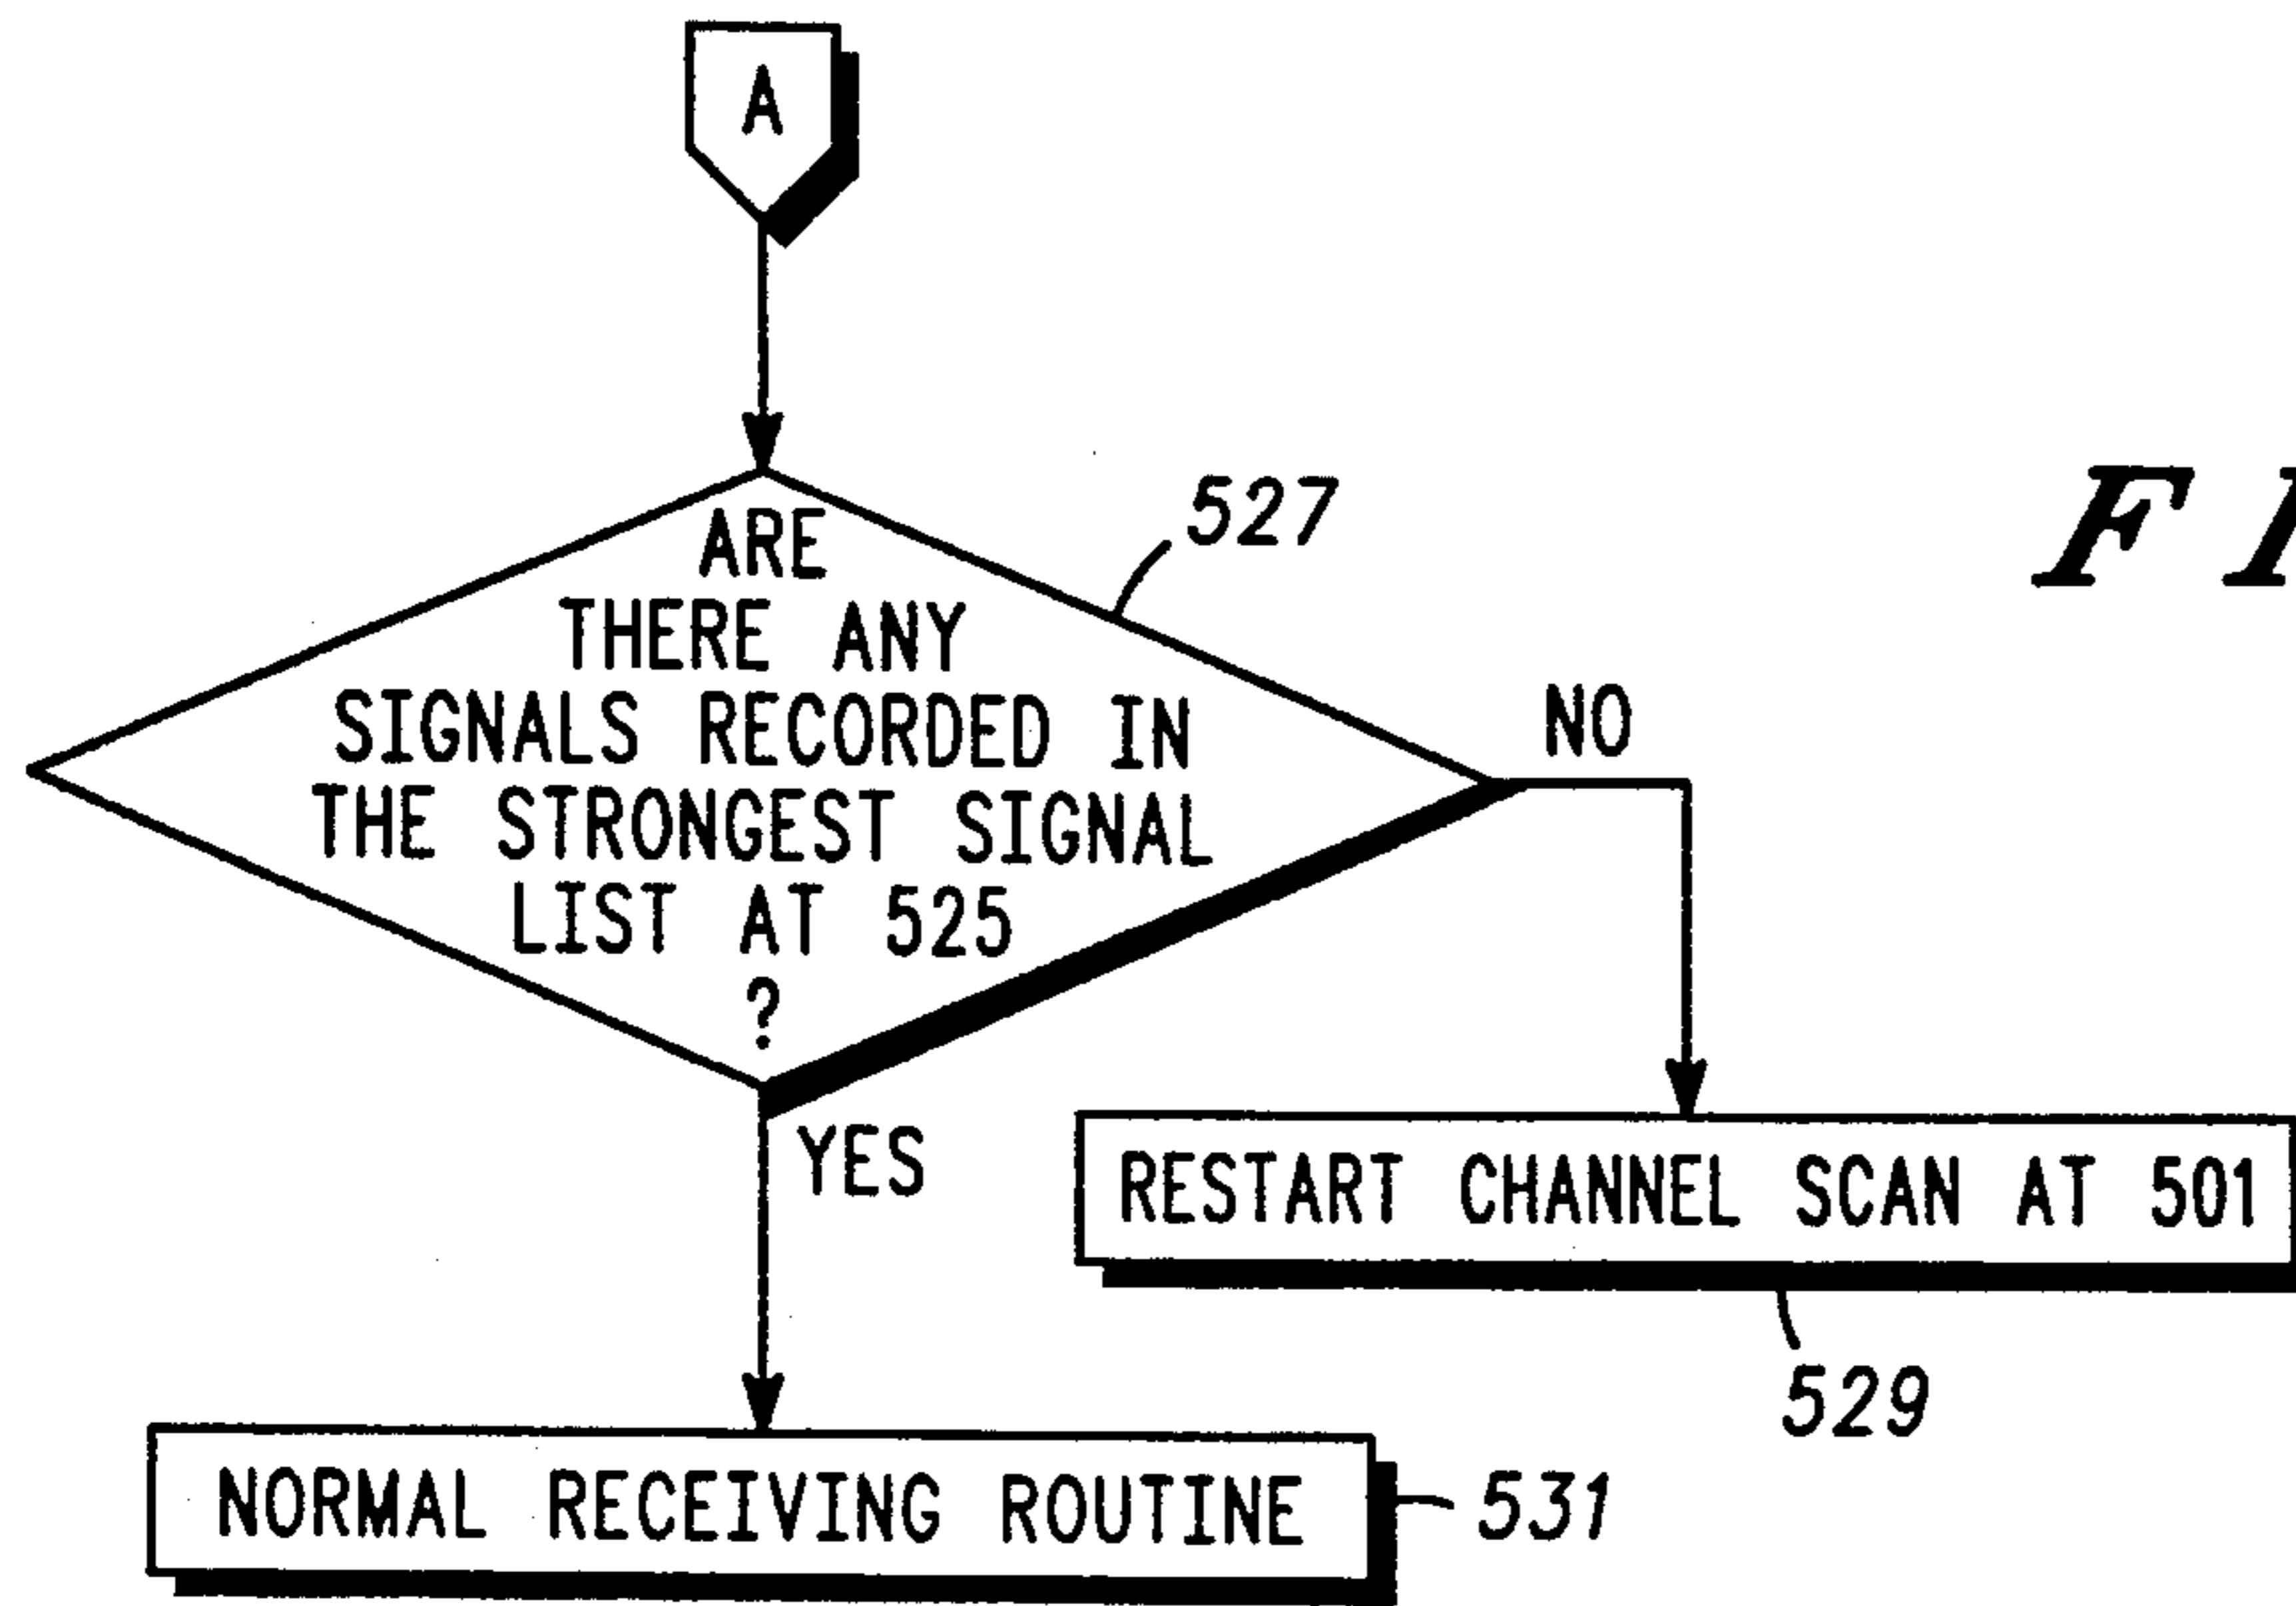 A
527
ARE
THERE ANY
SIGNALS RECORDED IN
THE STRONGEST SIGNAL
LIST AT 525
?
NO
YES
RESTART CHANNEL SCAN AT 501
529
NORMAL RECEIVING ROUTINE
531